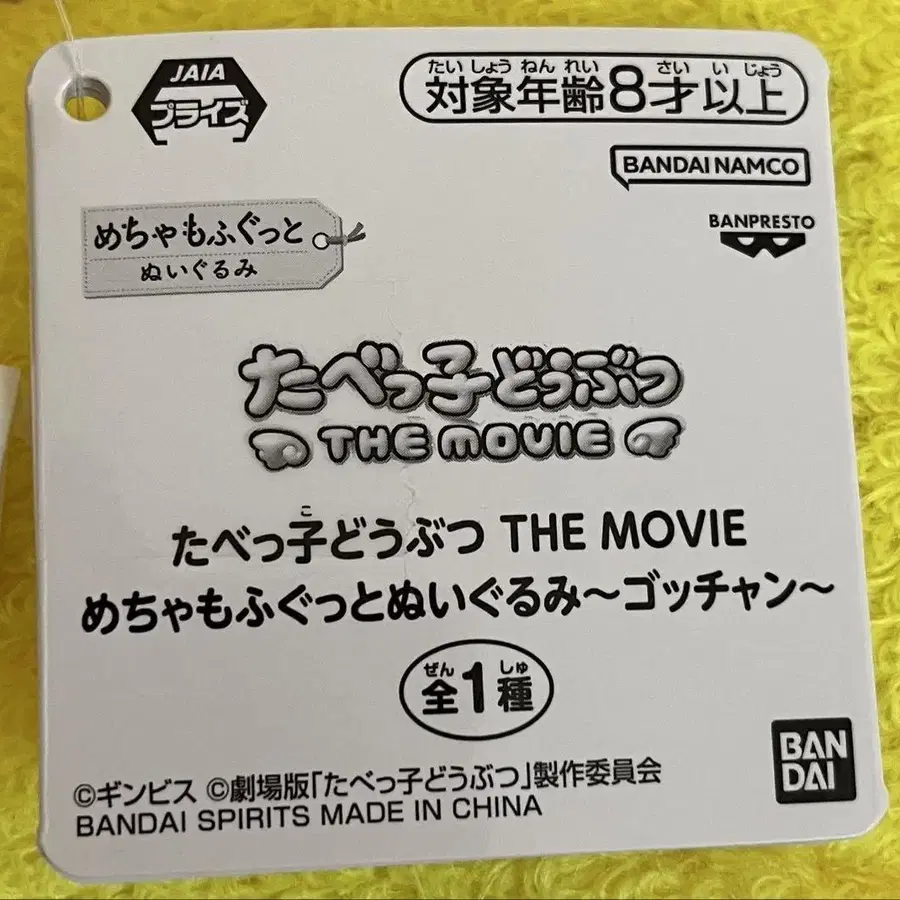 JAIA
プライズ
対象年齢8才以上
たいしょうねんれい さいいじょう
BANDAI NAMCO
BANPRESTO
めちゃもふぐっと
ぬいぐるみ
たべっ子どうぶつ
THE MOVIE
たべっ子どうぶつ THE MOVIE
こ
めちゃもふぐっとぬいぐるみ〜ゴッチャン〜
ぜん しゅ
全1種
©ギンビス ©劇場版「たべっ子どうぶつ」製作委員会
BANDAI SPIRITS MADE IN CHINA
BAN
DAI